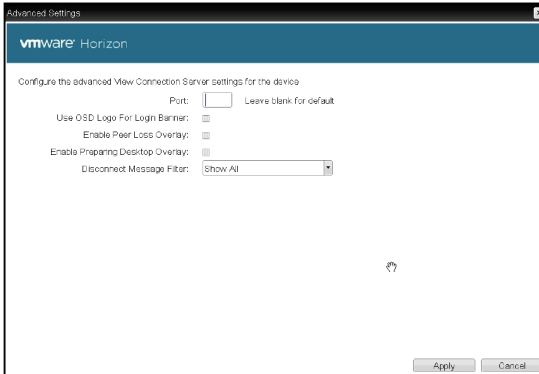 Advanced Settings
vmware Horizon
Configure the advanced View Connection Server settings for the device
Port: Leave blank for default
Use OSD Logo For Login Banner:
Enable Peer Loss Overlay:
Enable Preparing Desktop Overlay:
Disconnect Message Filter: Show All
Apply Cancel